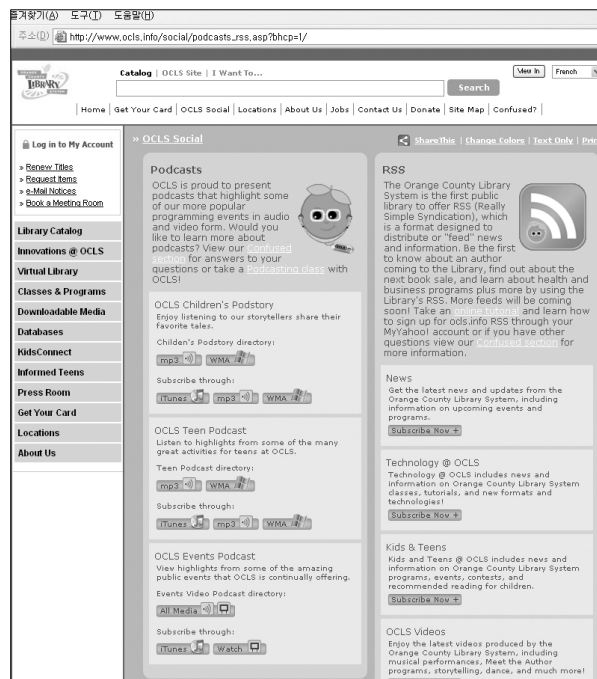 즐겨찾기(A) 도구(T) 도움말(H)
주소(D) http://www.ocls.info/social/podcasts_rss.asp?bhcp=1/
LIBRARY
Catalog | OCLS Site | I Want To...
Search
View In French
Home | Get Your Card | OCLS Social | Locations | About Us | Jobs | Contact Us | Donate | Site Map | Confused? |
Log in to My Account
» Renew Titles
» Request Items
» e-Mail Notices
» Book a Meeting Room
Library Catalog
Innovations @ OCLS
Virtual Library
Classes & Programs
Downloadable Media
Databases
KidsConnect
Informed Teens
Press Room
Get Your Card
Locations
About Us
» OCLS Social
ShareThis | Change Colors | Text Only | Prin
Podcasts
OCLS is proud to present
podcasts that highlight some
of our more popular
programming events in audio
and video form. Would you
like to learn more about
podcasts? View our Confused
section for answers to your
questions or take a Podcasting class with
OCLS!
OCLS Children's Podstory
Enjoy listening to our storytellers share their
favorite tales.
Childen's Podstory directory:
mp3 WMA
Subscribe through:
iTunes mp3 WMA
OCLS Teen Podcast
Listen to highlights from some of the many
great activities for teens at OCLS.
Teen Podcast directory:
mp3 WMA
Subscribe through:
iTunes mp3 WMA
OCLS Events Podcast
View highlights from some of the amazing
public events that OCLS is continually offering.
Events Video Podcast directory:
All Media
Subscribe through:
iTunes Watch
RSS
The Orange County Library
System is the first public
library to offer RSS (Really
Simple Syndication), which
is a format designed to
distribute or "feed" news
and information. Be the first
to know about an author
coming to the Library, find out about the
next book sale, and learn about health and
business programs plus more by using the
Library's RSS. More feeds will be coming
soon! Take an online tutorial and learn how
to sign up for ocls.info RSS through your
MyYahoo! account or if you have other
questions view our Confused section for
more information.
News
Get the latest news and updates from the
Orange County Library System, including
information on upcoming events and
programs.
Subscribe Now +
Technology @ OCLS
Technology @ OCLS includes news and
information on Orange County Library System
classes, tutorials, and new formats and
technologies!
Subscribe Now +
Kids & Teens
Kids and Teens @ OCLS includes news and
information on Orange County Library System
programs, events, contests, and
recommended reading for children.
Subscribe Now +
OCLS Videos
Enjoy the latest videos produced by the
Orange County Library System, including
musical performances, Meet the Author
programs, storytelling, dance, and much more!